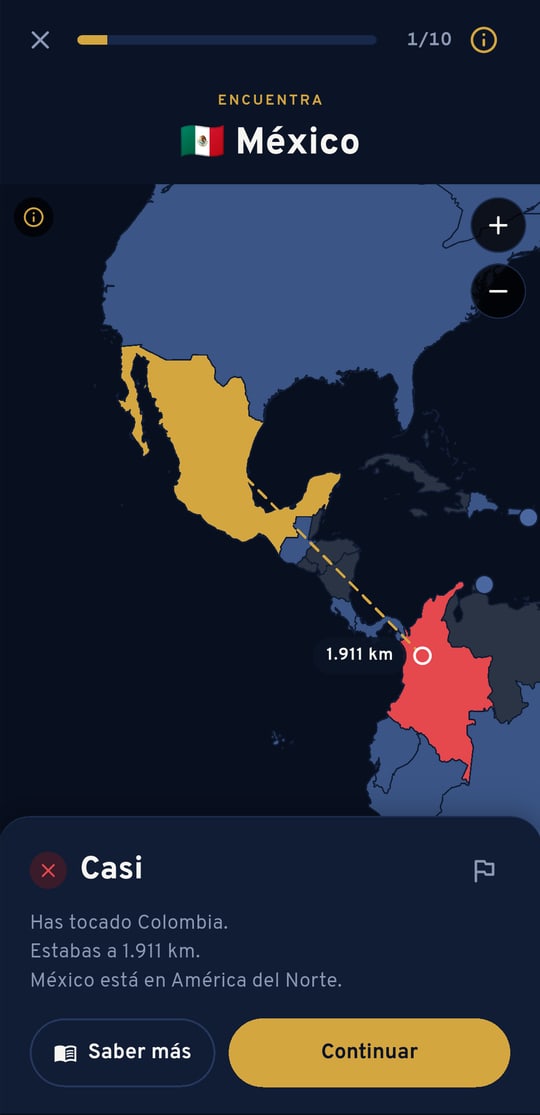 1/10
ENCUENTRA
México
1.911 km
Casi
Has tocado Colombia.
Estabas a 1.911 km.
México está en América del Norte.
Saber más
Continuar